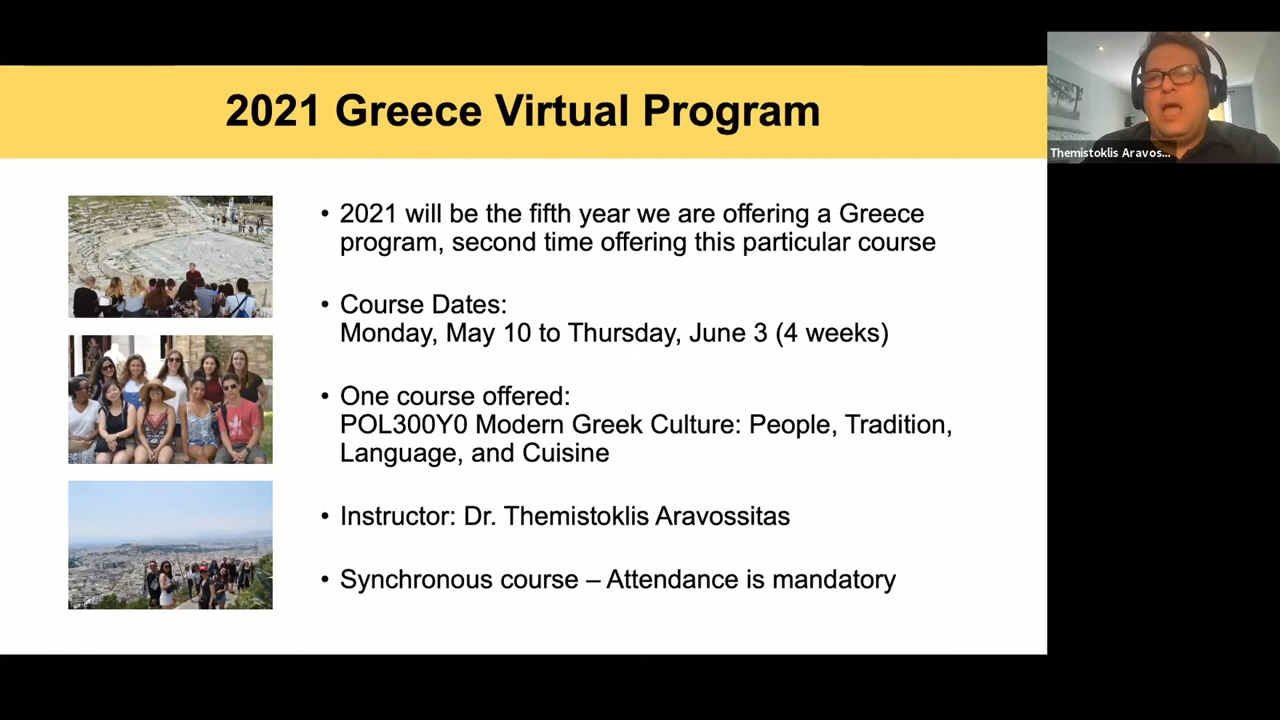 2021 Greece Virtual Program
Themistoklis Aravos...
• 2021 will be the fifth year we are offering a Greece
program, second time offering this particular course
• Course Dates:
Monday, May 10 to Thursday, June 3 (4 weeks)
• One course offered:
POL300Y0 Modern Greek Culture: People, Tradition,
Language, and Cuisine
• Instructor: Dr. Themistoklis Aravossitas
• Synchronous course – Attendance is mandatory